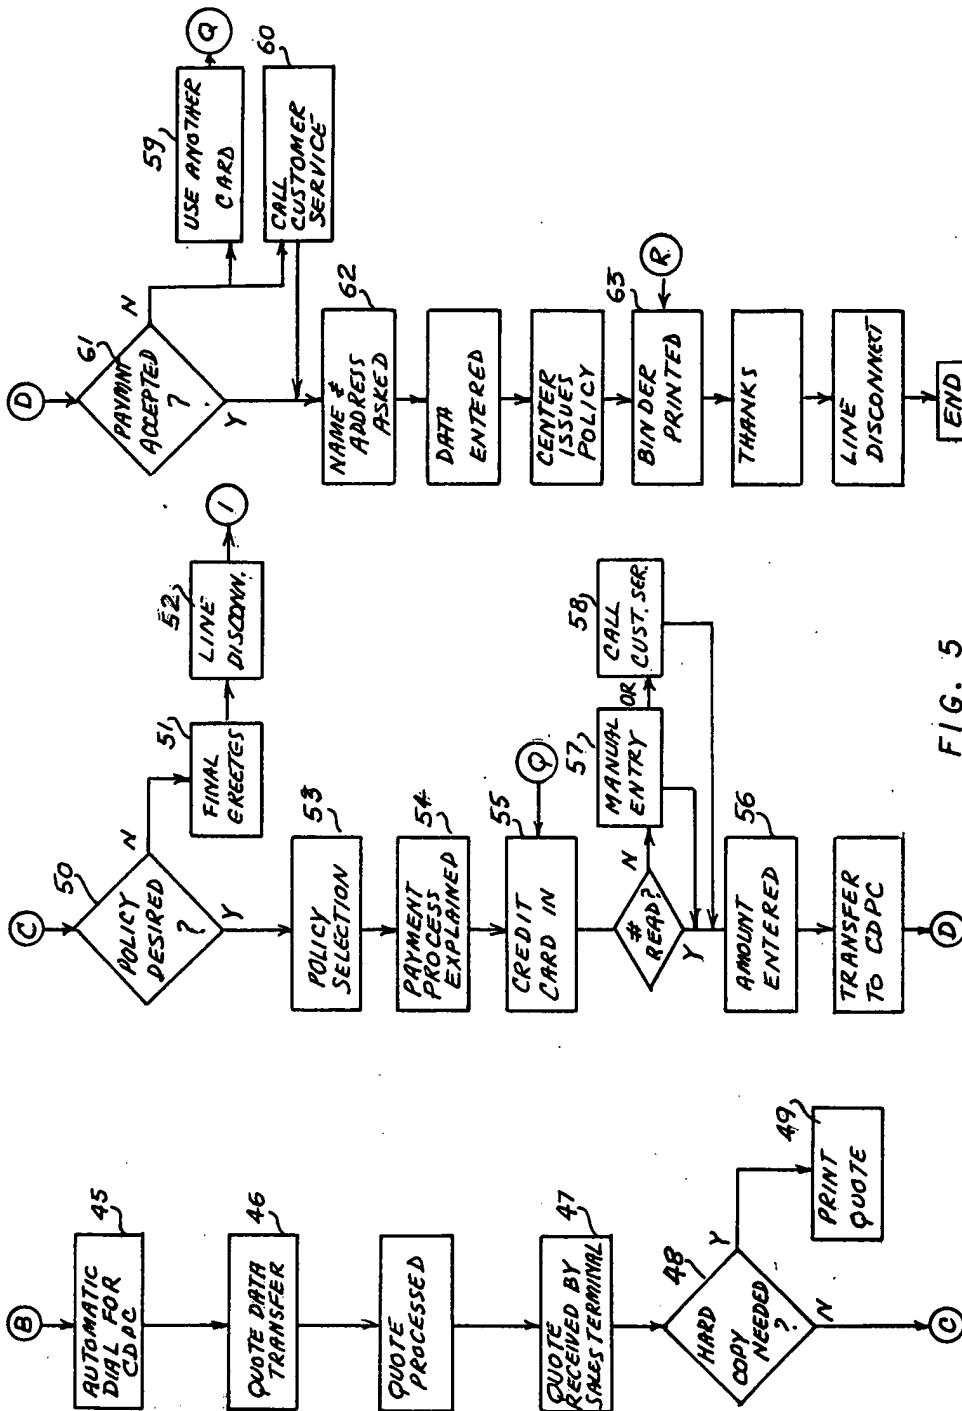 B
AUTOMATIC
DIAL FOR
CDPC
45
QUOTE DATA
TRANSFER
46
QUOTE
PROCESSED
QUOTE
RECEIVED BY
SALES TERMINAL
47
HARD
COPY
NEEDED
?
48
Y
PRINT
QUOTE
49
N
C
C
POLICY
DESIRED
?
50
N
FINAL
GREETES
51
LINE
DISCONN.
52
1
Y
POLICY
SELECTION
53
PAYMENT
PROCESS
EXPLAINED
54
CREDIT
CARD IN
55
Q
#
READ?
N
MANUAL
ENTRY
57
OR
CALL
CUST. SER.
58
Y
AMOUNT
ENTERED
56
TRANSFER
TO CDPC
D
D
PAYMNT
ACCEPTED
?
61
N
USE ANOTHER
CARD
59
Q
CALL
CUSTOMER
SERVICE
60
Y
NAME &
ADDRESS
ASKED
62
DATA
ENTERED
CENTER
ISSUES
POLICY
BINDER
PRINTED
63
R
THANKS
LINE
DISCONNECT
END
FIG. 5